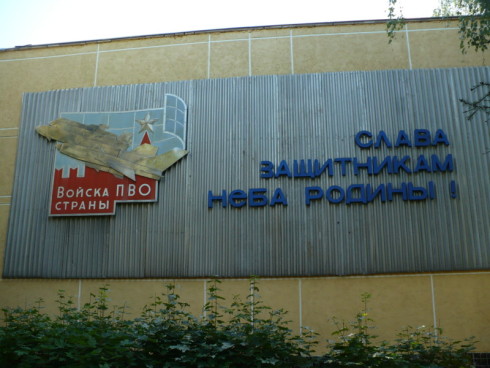 Войска ПВО
страны
СЛАВА
ЗАЩИТНИКАМ
НЕБА РОДИНЫ!